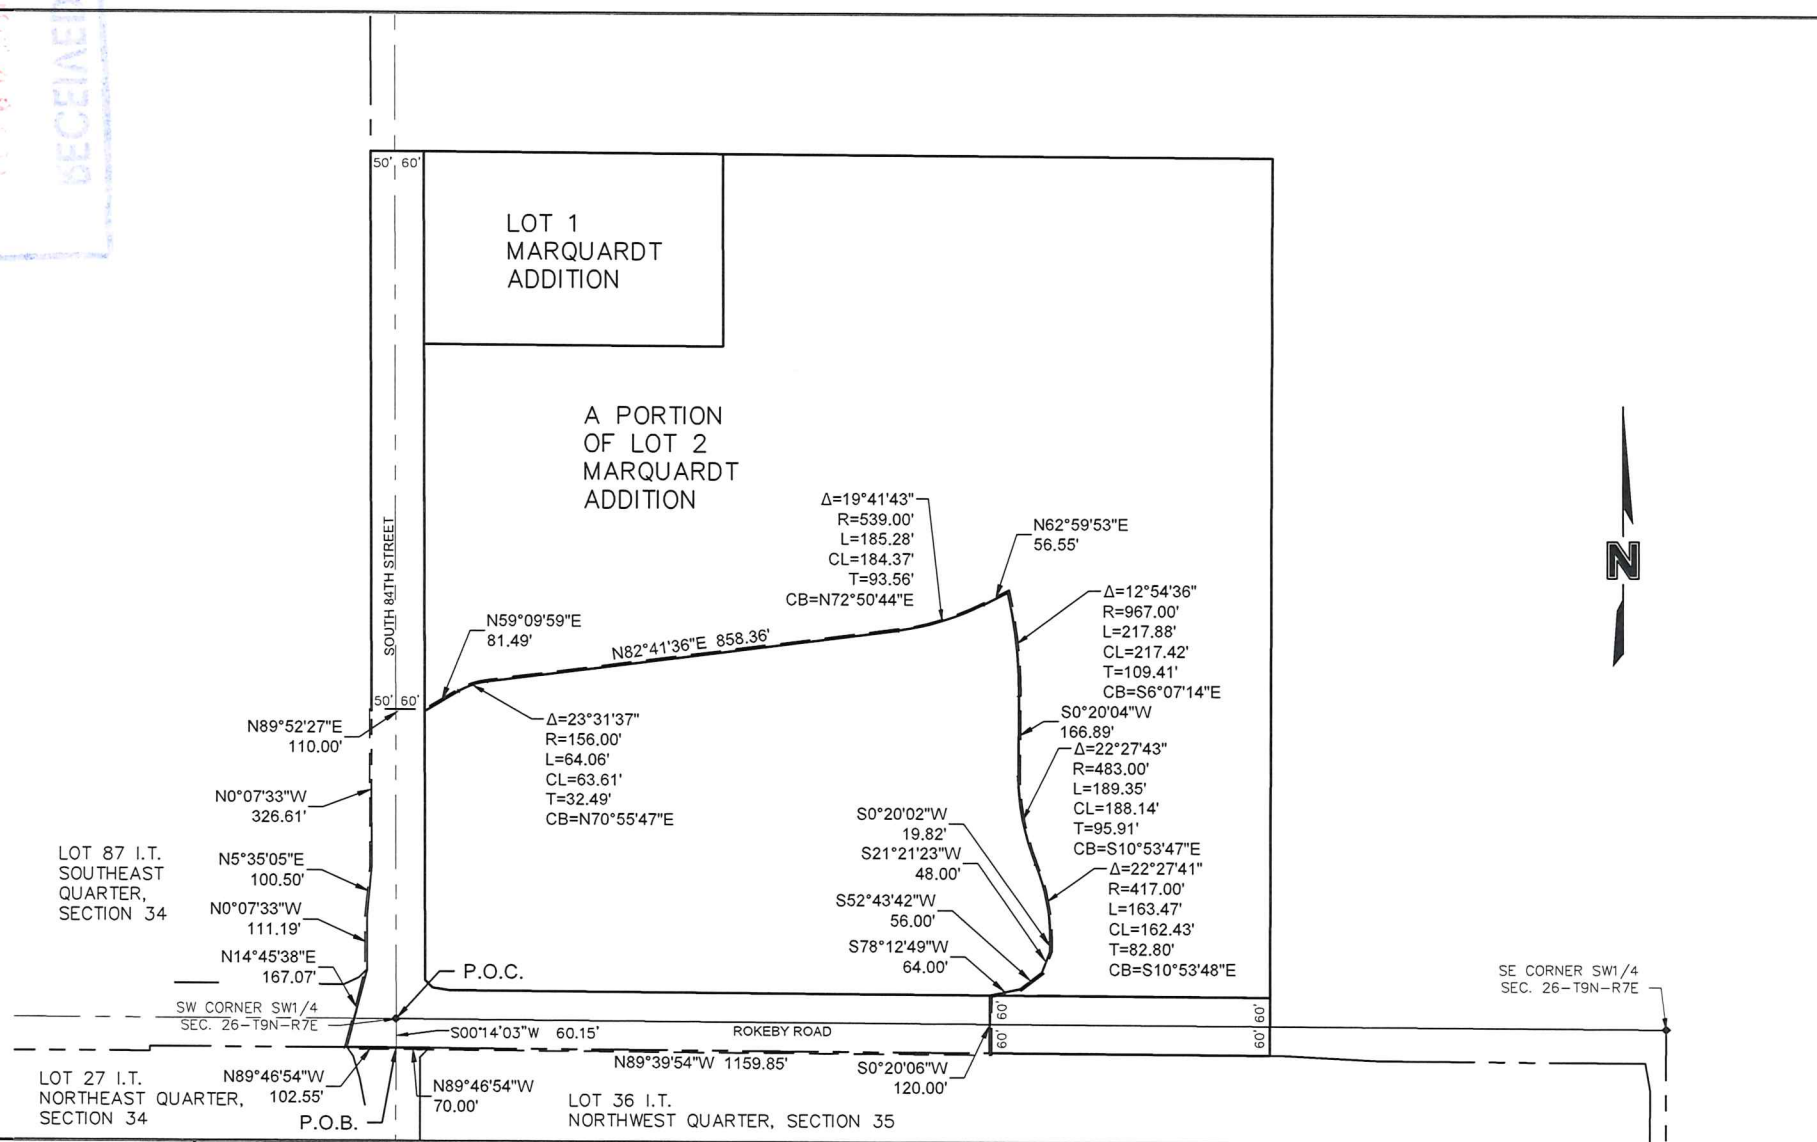 RECEIVED
50' 60'
LOT 1
MARQUARDT
ADDITION
A PORTION
OF LOT 2
MARQUARDT
ADDITION
SOUTH 84TH STREET
Δ=19°41'43"
R=539.00'
L=185.28'
CL=184.37'
T=93.56'
CB=N72°50'44"E
N62°59'53"E
56.55'
N59°09'59"E
81.49'
N82°41'36"E 858.36'
Δ=12°54'36"
R=967.00'
L=217.88'
CL=217.42'
T=109.41'
CB=S6°07'14"E
N
50' 60'
N89°52'27"E
110.00'
Δ=23°31'37"
R=156.00'
L=64.06'
CL=63.61'
T=32.49'
CB=N70°55'47"E
S0°20'04"W
166.89'
Δ=22°27'43"
R=483.00'
L=189.35'
CL=188.14'
T=95.91'
CB=S10°53'47"E
N0°07'33"W
326.61'
S0°20'02"W
19.82'
S21°21'23"W
48.00'
S52°43'42"W
56.00'
S78°12'49"W
64.00'
Δ=22°27'41"
R=417.00'
L=163.47'
CL=162.43'
T=82.80'
CB=S10°53'48"E
LOT 87 I.T.
SOUTHEAST
QUARTER,
SECTION 34
N5°35'05"E
100.50'
N0°07'33"W
111.19'
N14°45'38"E
167.07'
P.O.C.
SW CORNER SW1/4
SEC. 26-T9N-R7E
SE CORNER SW1/4
SEC. 26-T9N-R7E
S00°14'03"W 60.15'
ROKEBY ROAD
60'
60'
60'
60'
N89°39'54"W 1159.85'
S0°20'06"W
120.00'
LOT 27 I.T.
NORTHEAST QUARTER,
SECTION 34
N89°46'54"W
102.55'
P.O.B.
N89°46'54"W
70.00'
LOT 36 I.T.
NORTHWEST QUARTER, SECTION 35